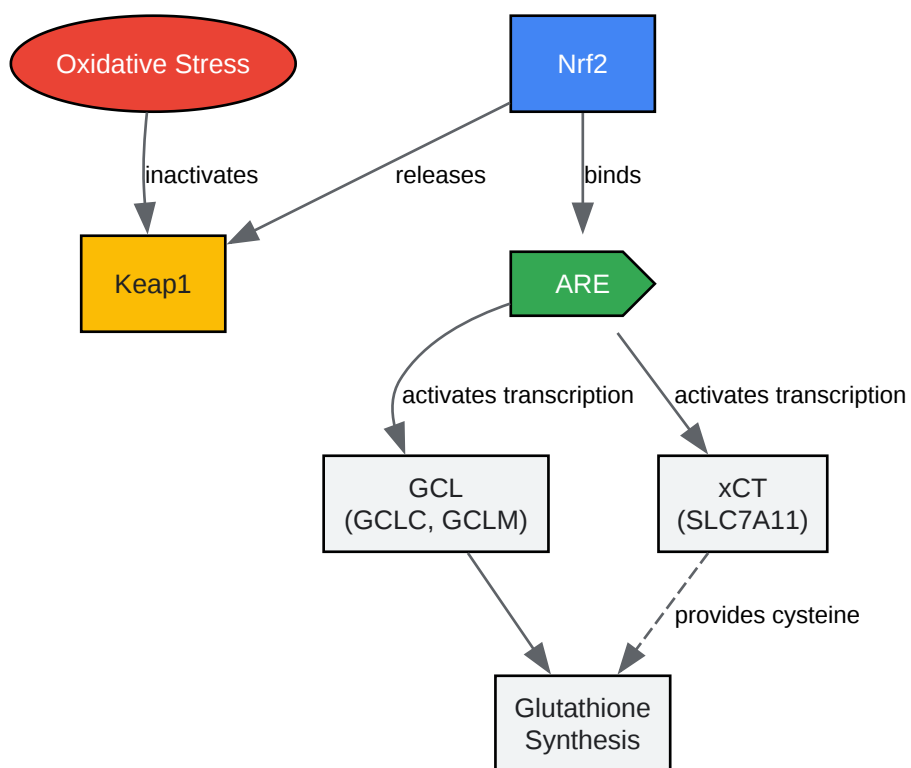 Oxidative Stress
Nrf2
inactivates
releases
binds
Keap1
ARE
activates transcription
activates transcription
GCL
(GCLC, GCLM)
xCT
(SLC7A11)
provides cysteine
Glutathione
Synthesis